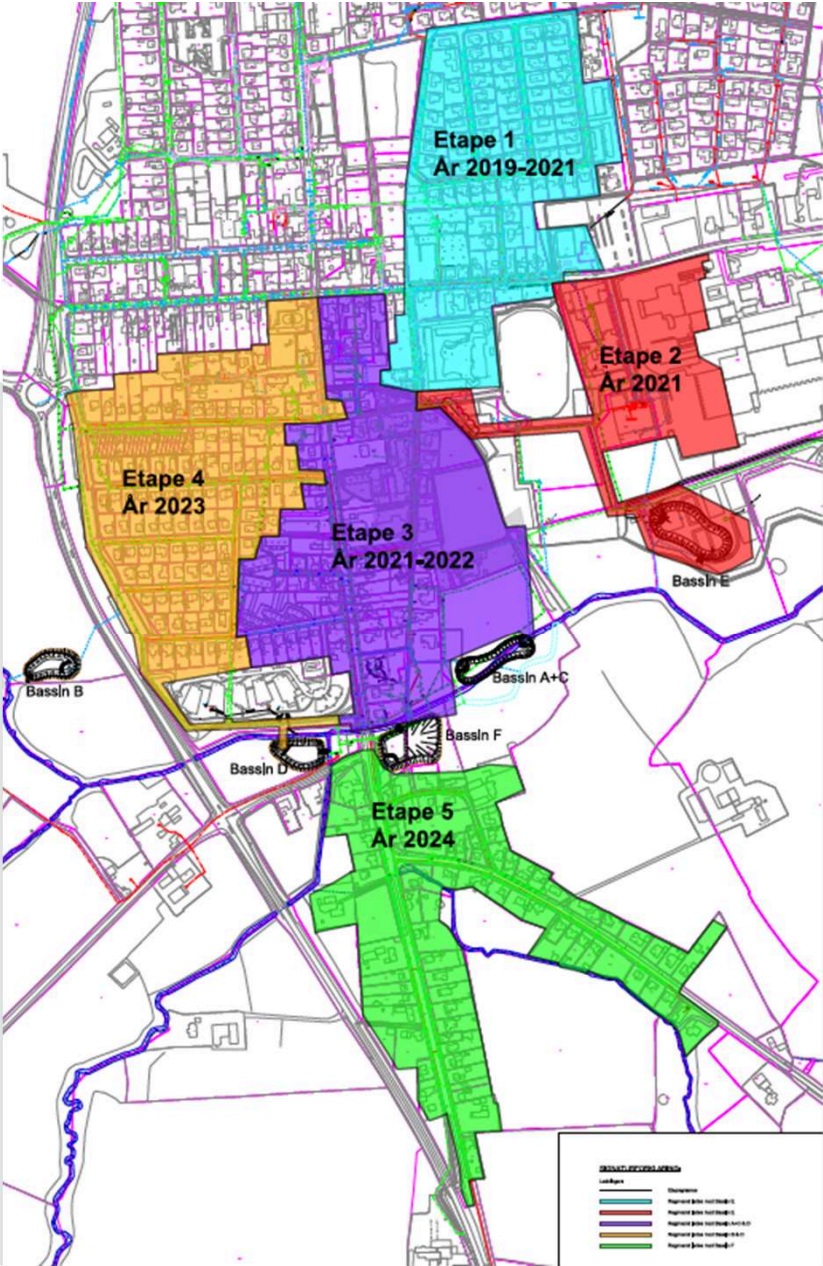 Etape 1
År 2019-2021
Etape 2
År 2021
Etape 4
År 2023
Etape 3
År 2021-2022
Bassin E
Bassin B
Bassin A+C
Bassin F
Bassin D
Etape 5
År 2024